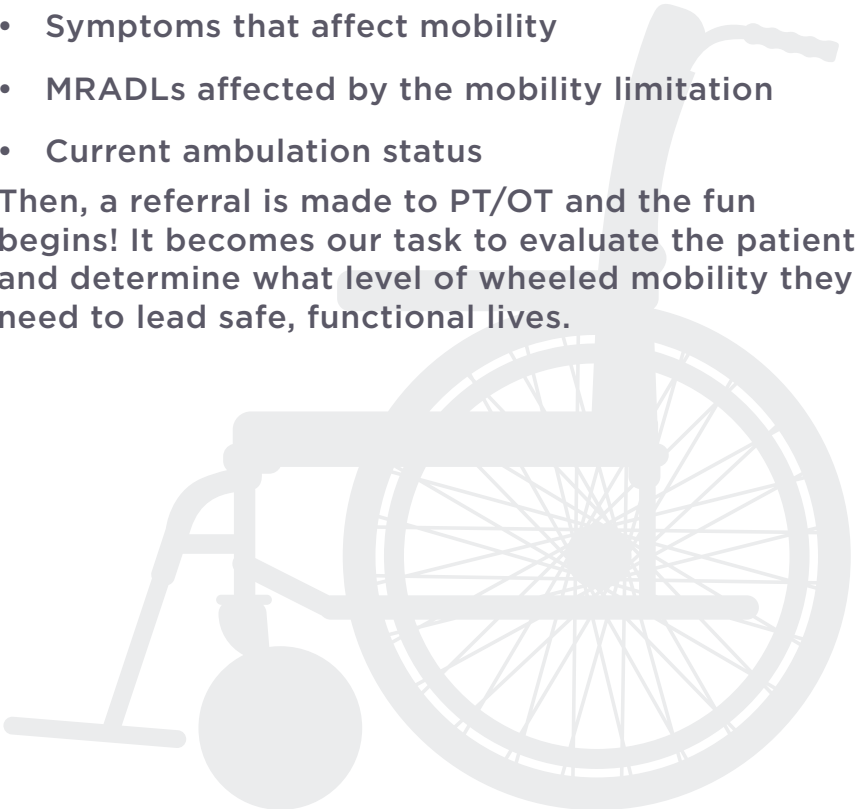 • Symptoms that affect mobility
• MRADLs affected by the mobility limitation
• Current ambulation status
Then, a referral is made to PT/OT and the fun
begins! It becomes our task to evaluate the patient
and determine what level of wheeled mobility they
need to lead safe, functional lives.